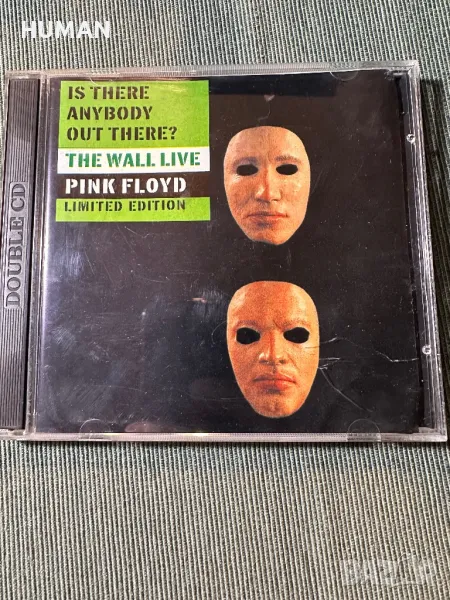 HUMAN
IS THERE
ANYBODY
OUT THERE?
THE WALL LIVE
PINK FLOYD
LIMITED EDITION
DOUBLE CD